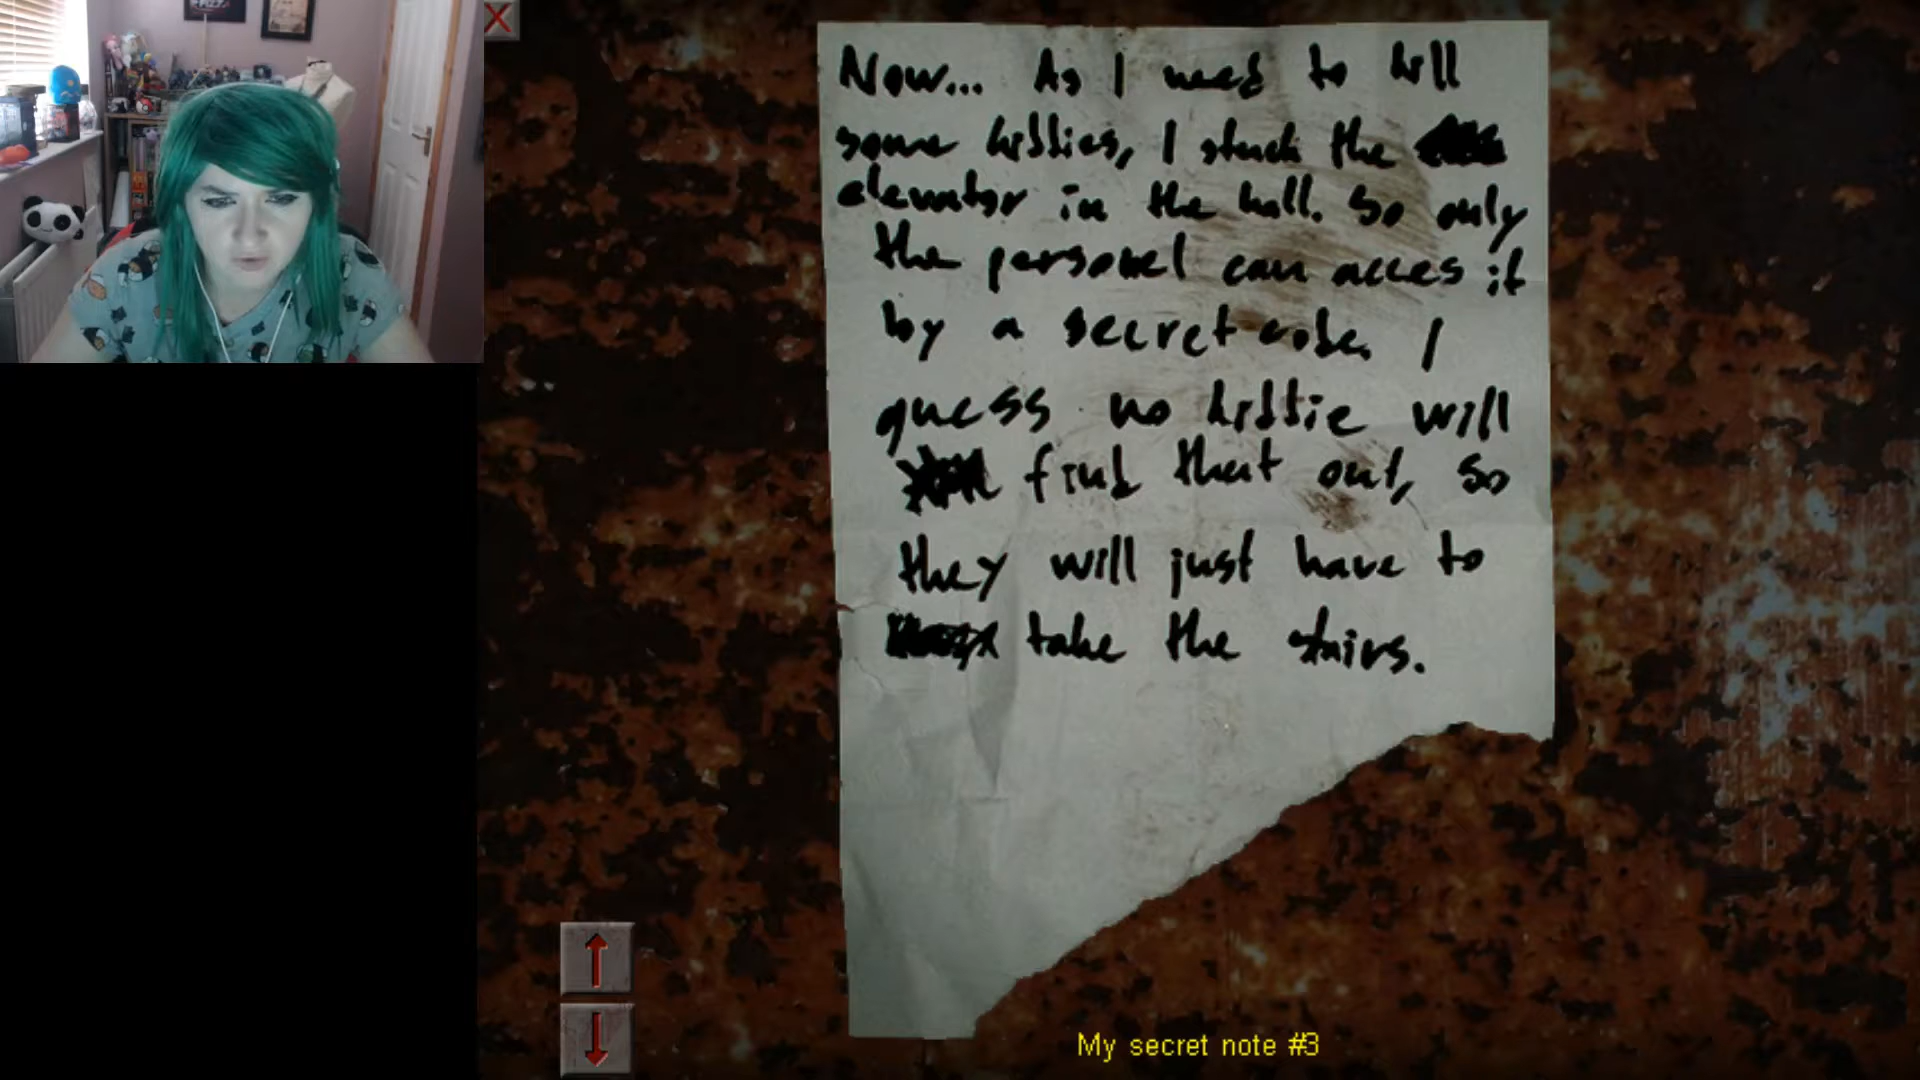 Now... As I need to kill
some kiddies, I stuck the
elevator in the hall. So only
the personel can acces it
by a secret code. I
guess no kiddie will
find that out, so
they will just have to
take the stairs.
My secret note #3